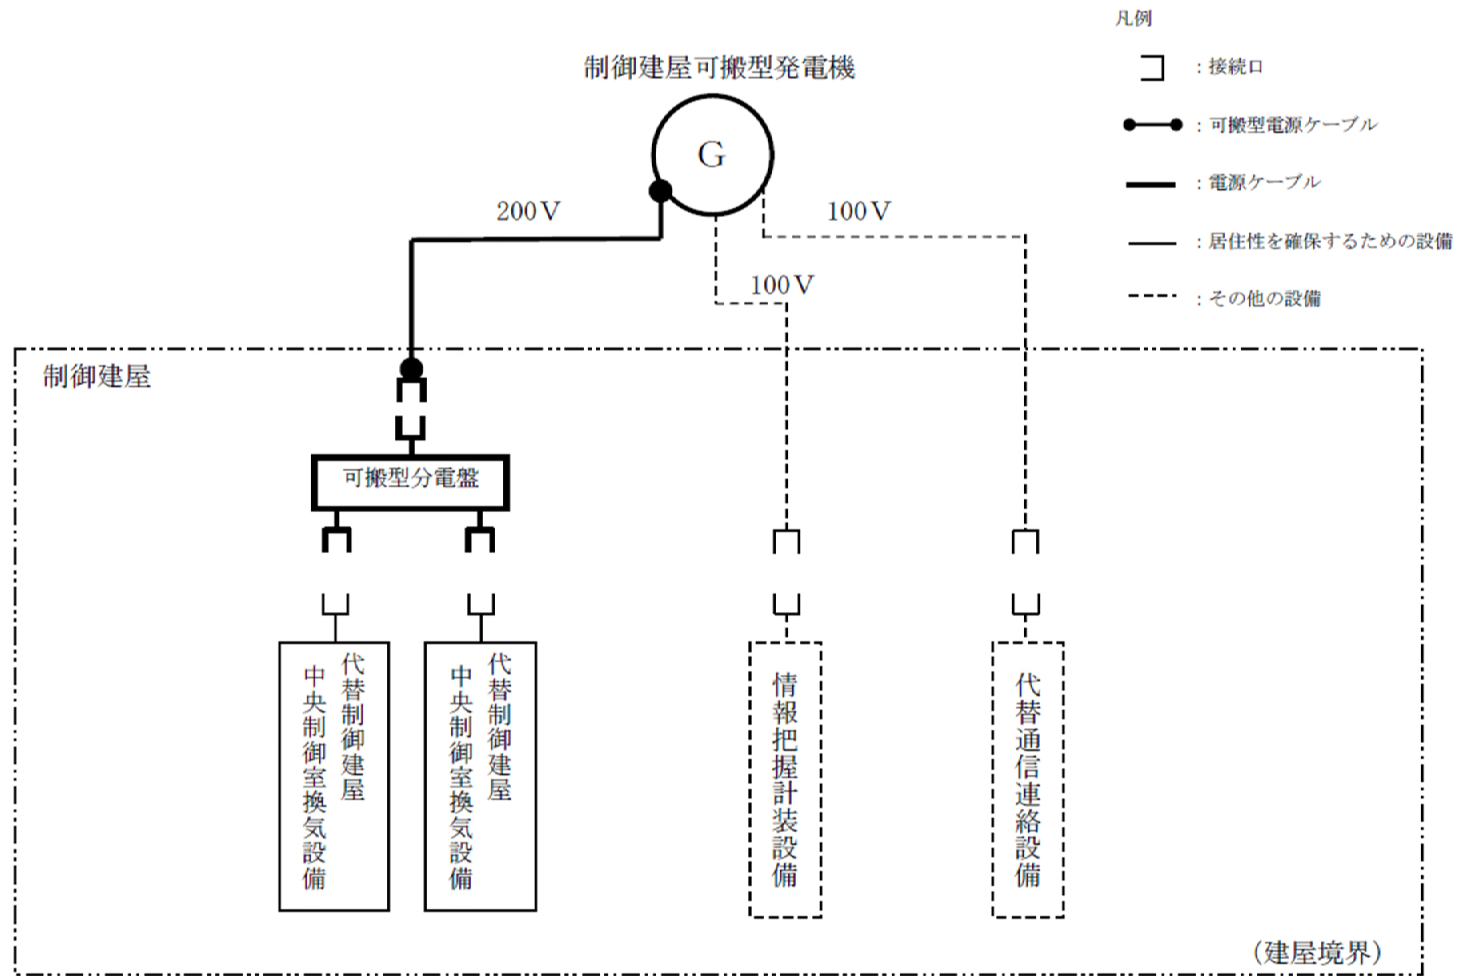 凡例
：接続口
：可搬型電源ケーブル
：電源ケーブル
：居住性を確保するための設備
：その他の設備
制御建屋可搬型発電機
G
200V
100V
100V
制御建屋
可搬型分電盤
代替制御建屋
中央制御室換気設備
代替制御建屋
中央制御室換気設備
情報把握計装設備
代替通信連絡設備
（建屋境界）